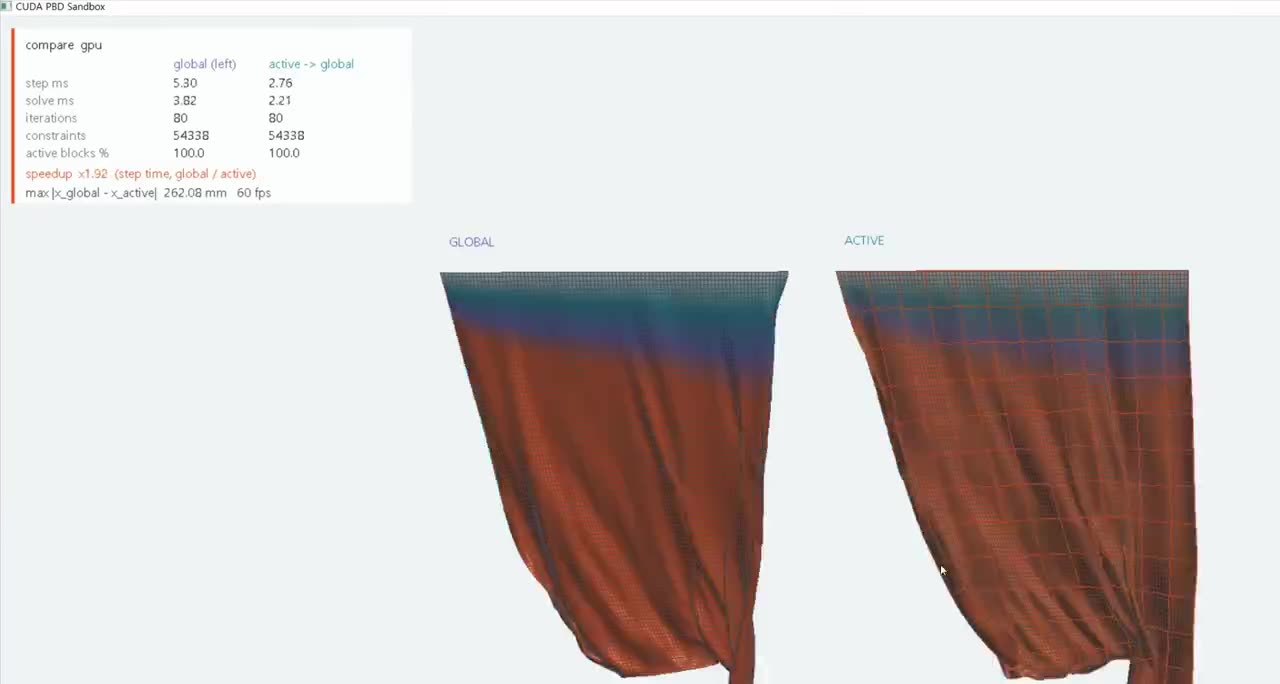 CUDA PBD Sandbox
compare gpu
global (left) active -> global
step ms 5.30 2.76
solve ms 3.82 2.21
iterations 80 80
constraints 54338 54338
active blocks % 100.0 100.0
speedup x1.92 (step time, global / active)
max |x_global - x_active| 262.08 mm 60 fps
GLOBAL
ACTIVE